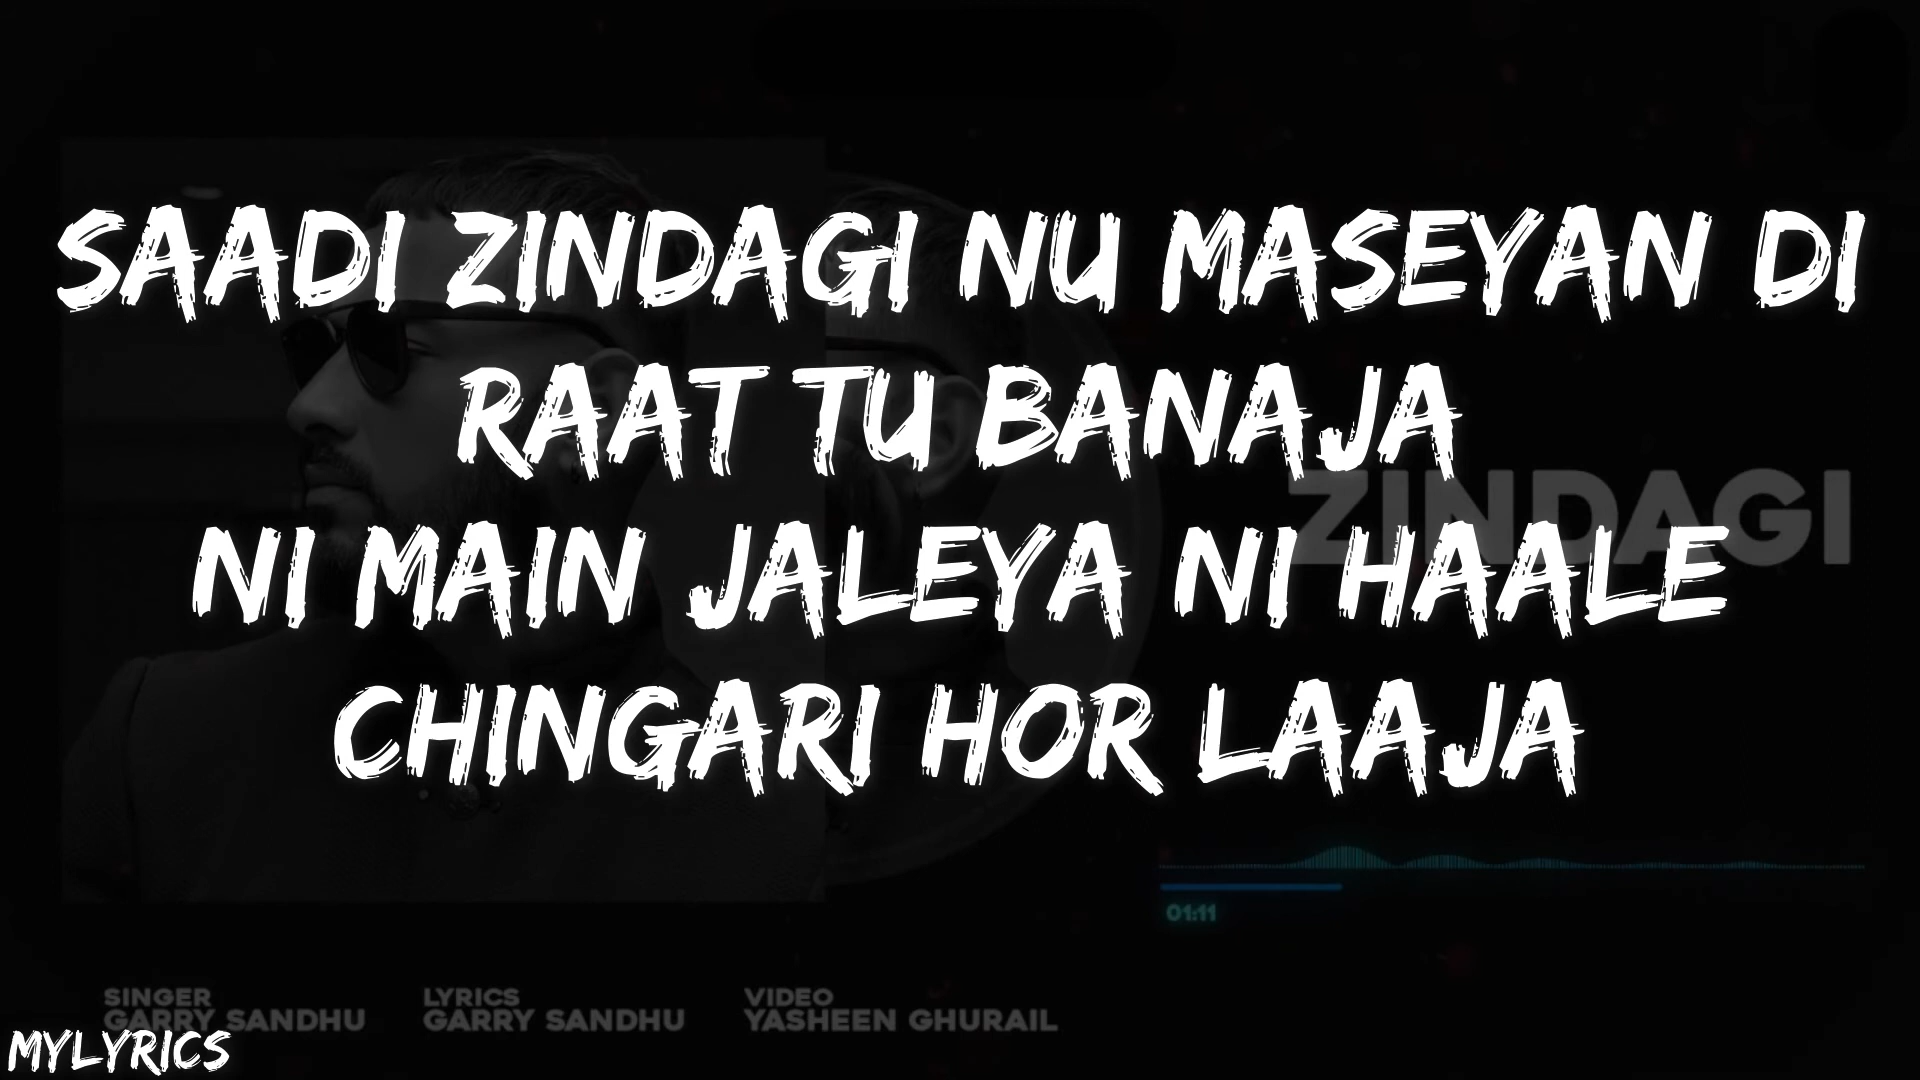 SAADI ZINDAGI NU MASEYAN DI
RAAT TU BANAJA
NI MAIN JALEYA NI HAALE
CHINGARI HOR LAAJA
ZINDAGI
01:11
SINGER
GARRY SANDHU
LYRICS
GARRY SANDHU
VIDEO
YASHEEN GHURAIL
MYLYRICS